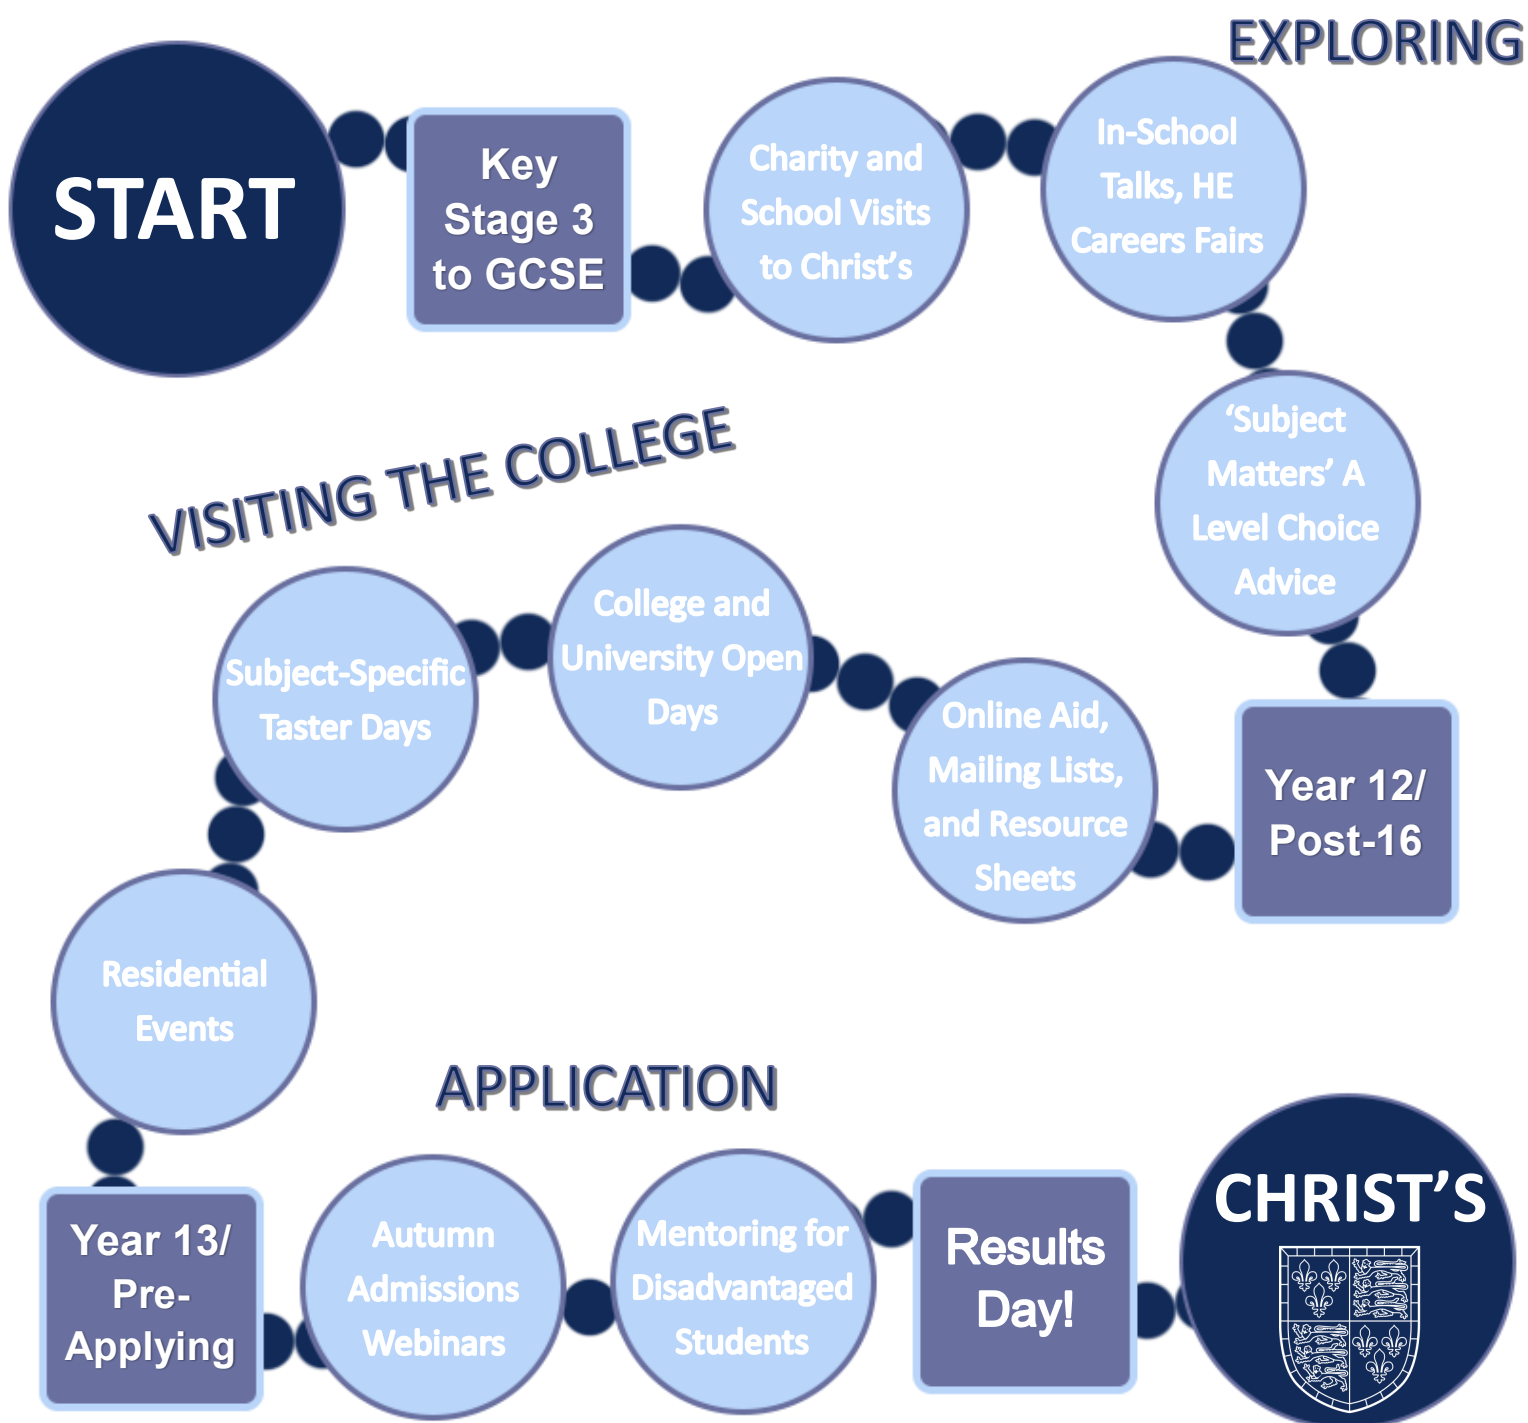 EXPLORING
START
Key
Stage 3
to GCSE
Charity and
School Visits
to Christ’s
In-School
Talks, HE
Careers Fairs
‘Subject
Matters’ A
Level Choice
Advice
Year 12/
Post-16
Online Aid,
Mailing Lists,
and Resource
Sheets
VISITING THE COLLEGE
College and
University Open
Days
Subject-Specific
Taster Days
Residential
Events
APPLICATION
Year 13/
Pre-
Applying
Autumn
Admissions
Webinars
Mentoring for
Disadvantaged
Students
Results
Day!
CHRIST’S